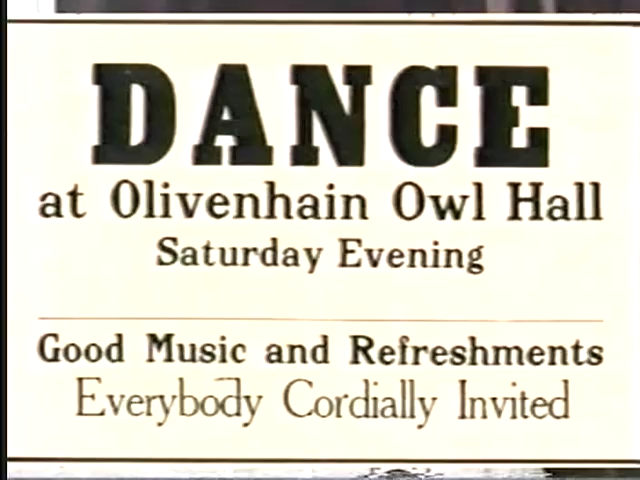 DANCE
at Olivenhain Owl Hall
Saturday Evening
Good Music and Refreshments
Everybody Cordially Invited